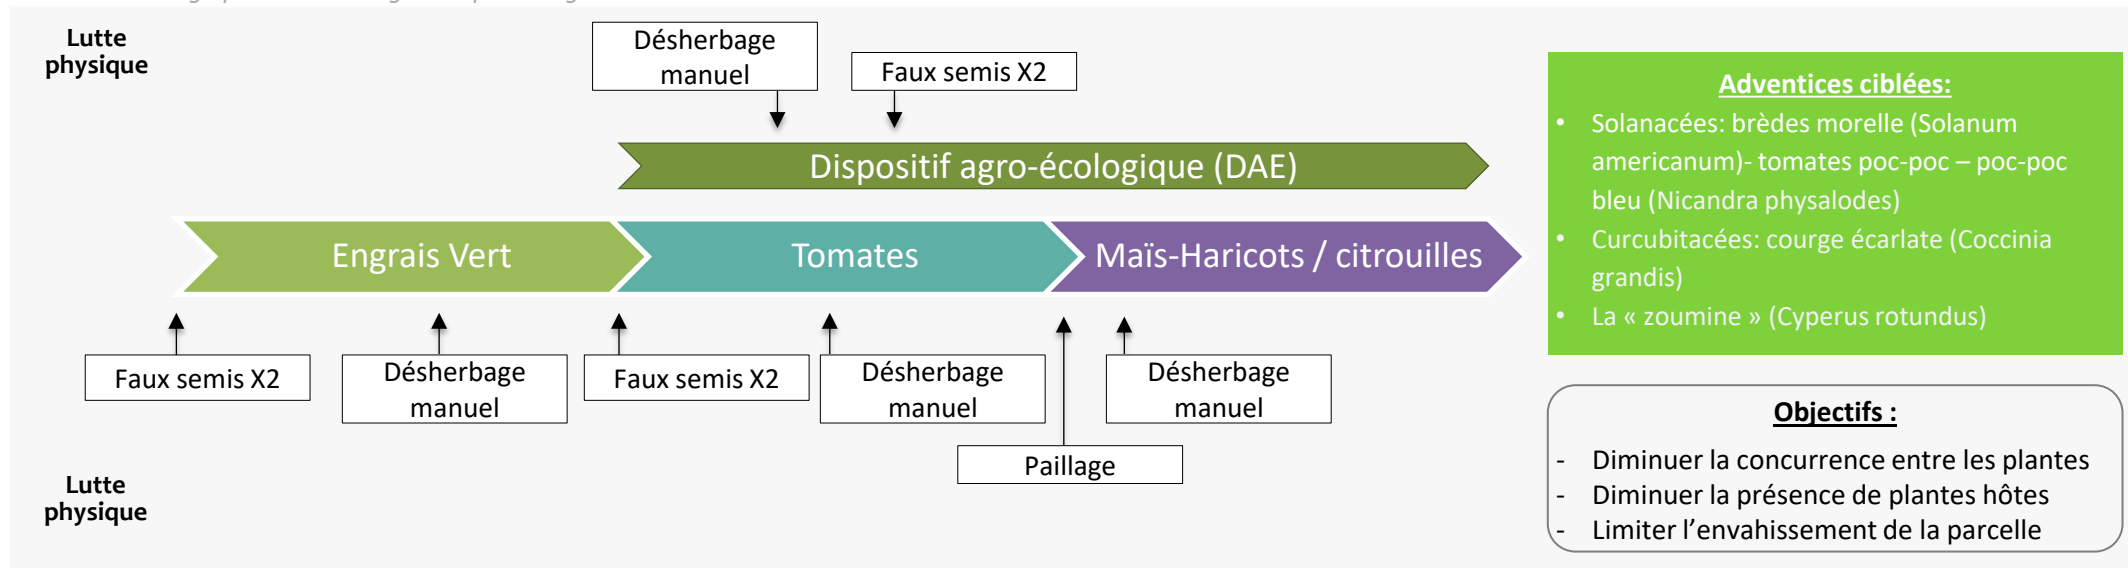 Lutte
physique
Désherbage
manuel
Faux semis X2
Dispositif agro-écologique (DAE)
Engrais Vert
Tomates
Maïs-Haricots / citrouilles
Faux semis X2
Désherbage
manuel
Faux semis X2
Désherbage
manuel
Désherbage
manuel
Paillage
Lutte
physique
Adventices ciblées:
• Solanacées: brèdes morelle (Solanum
americanum)- tomates poc-poc – poc-poc
bleu (Nicandra physalodes)
• Curcubitacées: courge écarlate (Coccinia
grandis)
• La « zoumine » (Cyperus rotundus)
Objectifs :
- Diminuer la concurrence entre les plantes
- Diminuer la présence de plantes hôtes
- Limiter l’envahissement de la parcelle